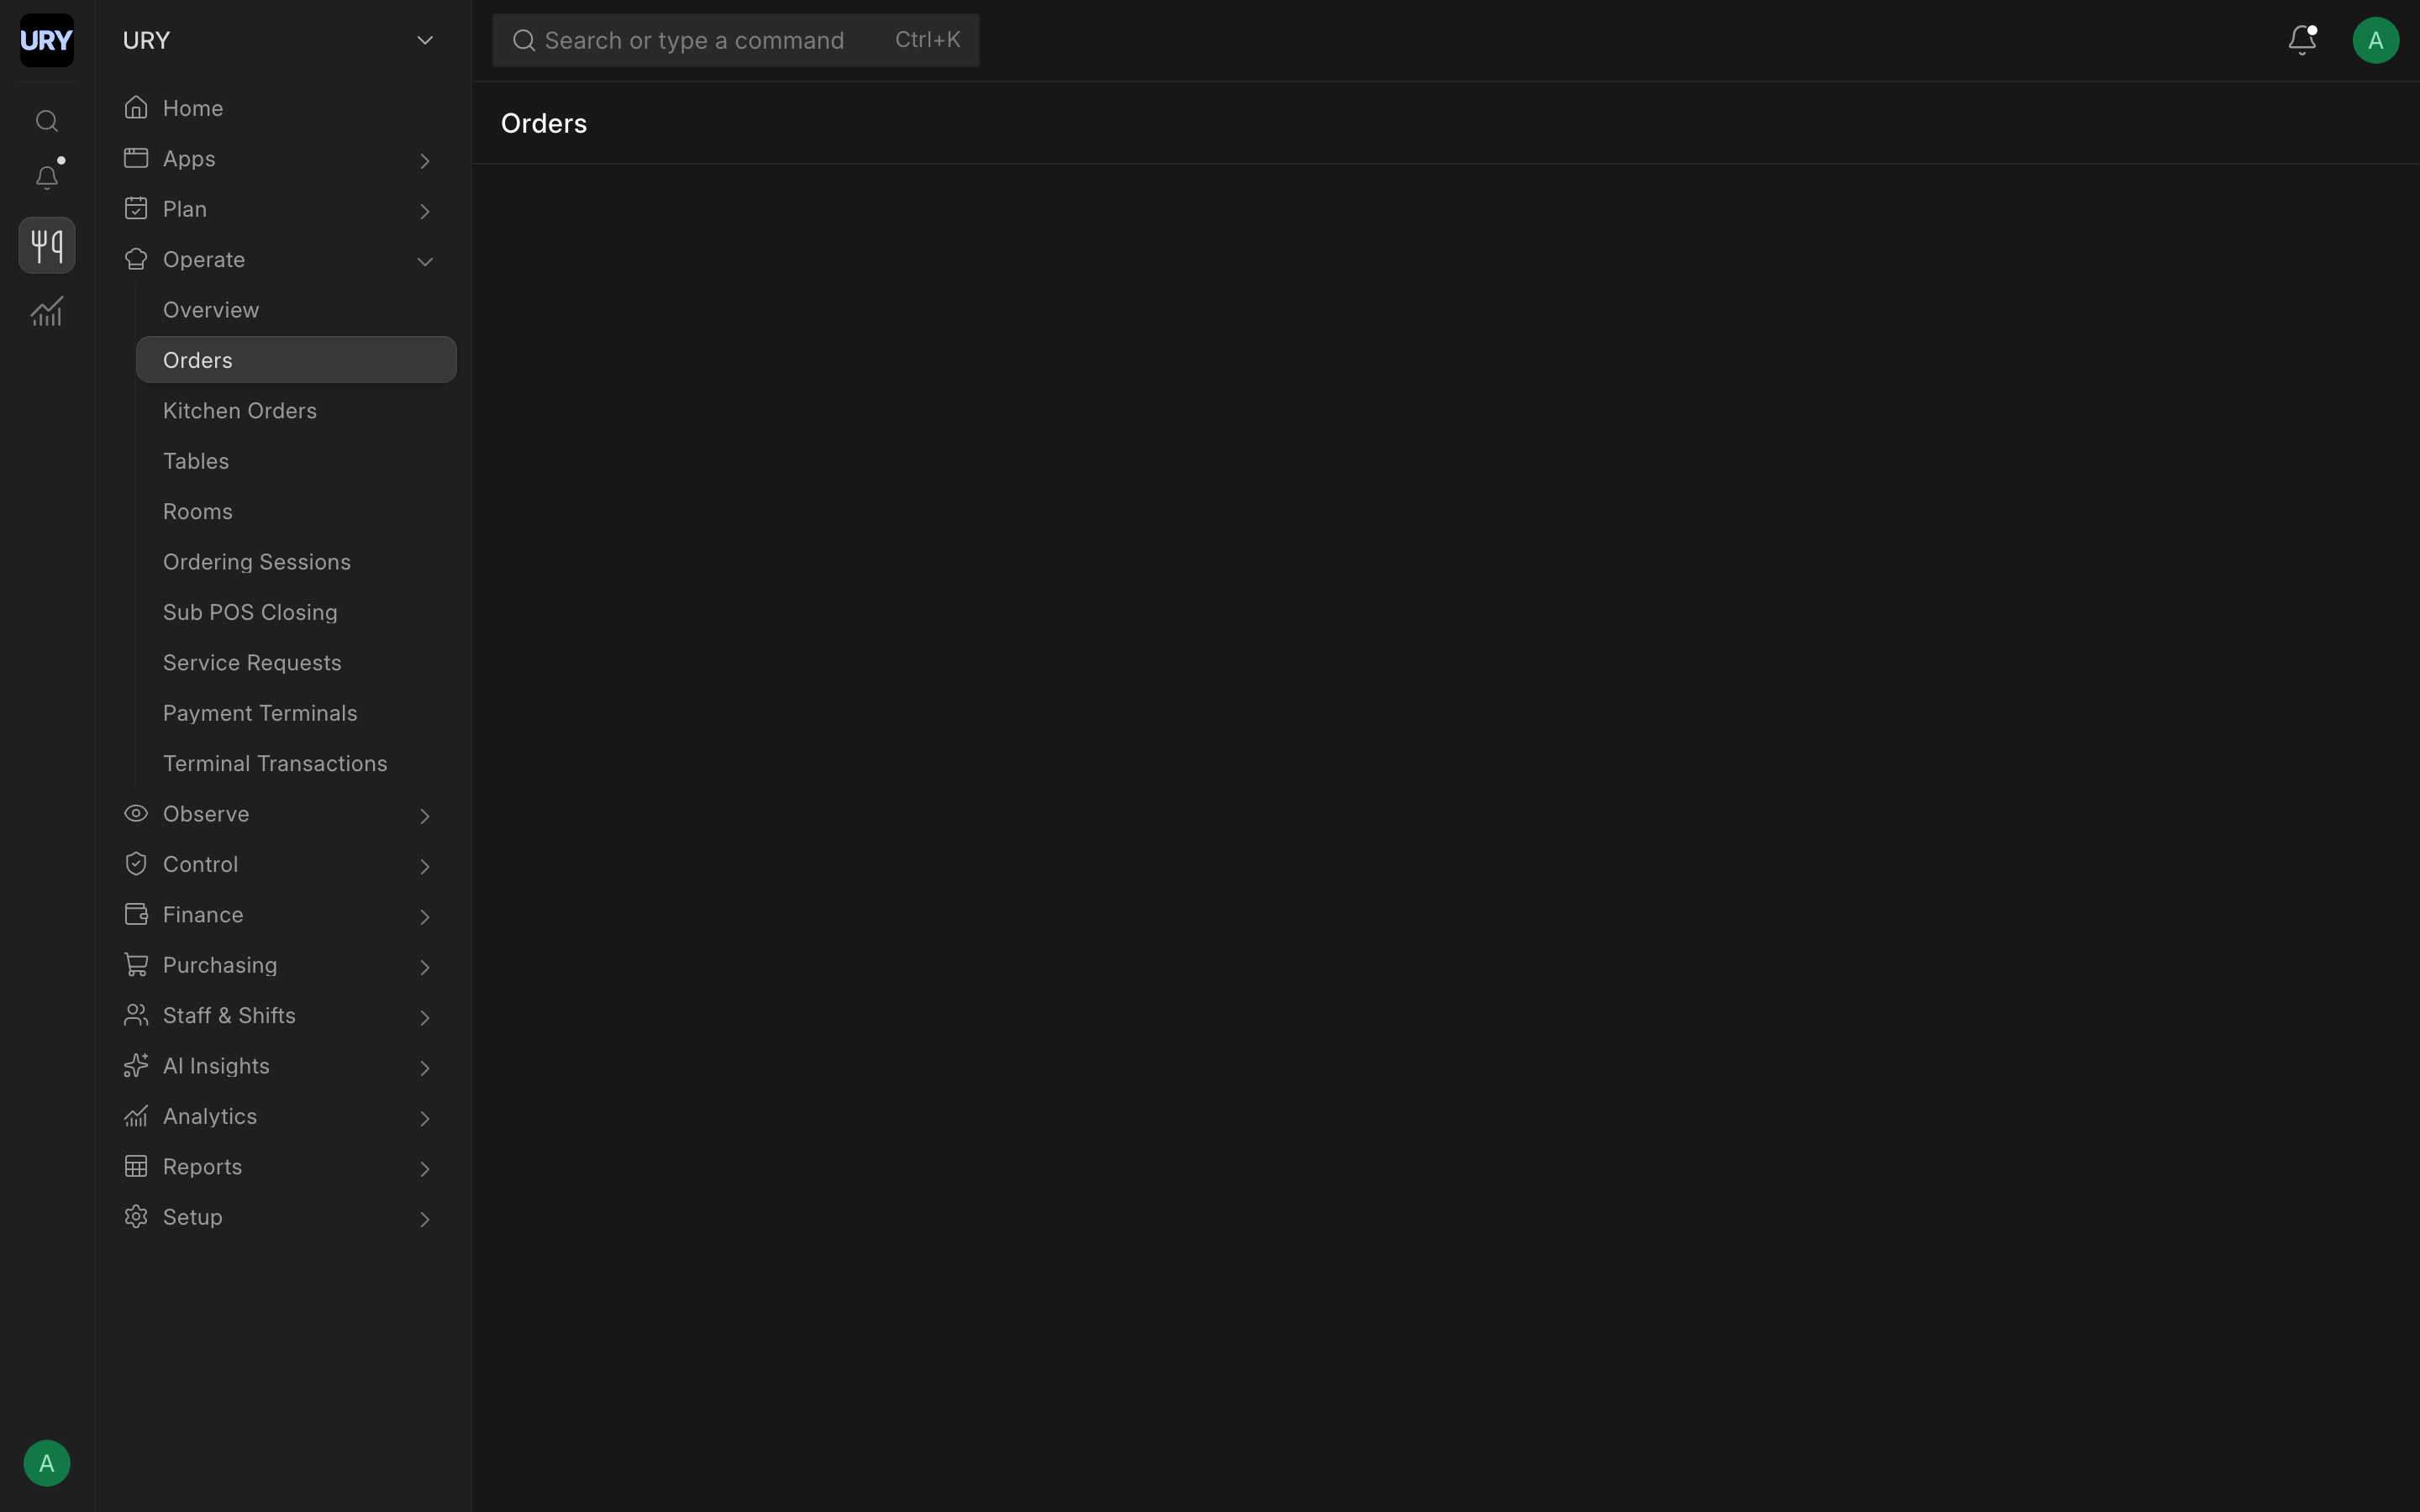 URY
URY
Search or type a command
Ctrl+K
A
Home
Apps
Plan
Operate
Overview
Orders
Kitchen Orders
Tables
Rooms
Ordering Sessions
Sub POS Closing
Service Requests
Payment Terminals
Terminal Transactions
Observe
Control
Finance
Purchasing
Staff & Shifts
AI Insights
Analytics
Reports
Setup
A
Orders